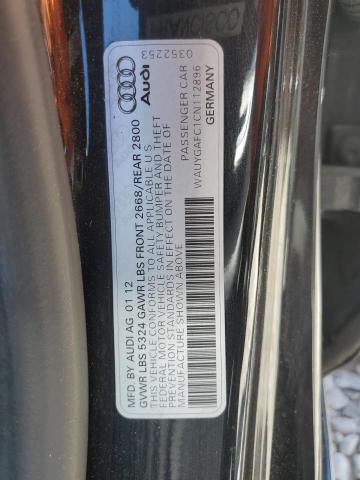 Audi
0352253
MFD. BY AUDI AG 01 12
GVWR LBS 5324 GAWR LBS FRONT 2668/REAR 2800
THIS VEHICLE CONFORMS TO ALL APPLICABLE U S
FEDERAL MOTOR VEHICLE SAFETY BUMPER AND THEFT
PREVENTION STANDARDS IN EFFECT ON THE DATE OF
MANUFACTURE SHOWN ABOVE
PASSENGER CAR
WAUYGAFC1CN112896
GERMANY